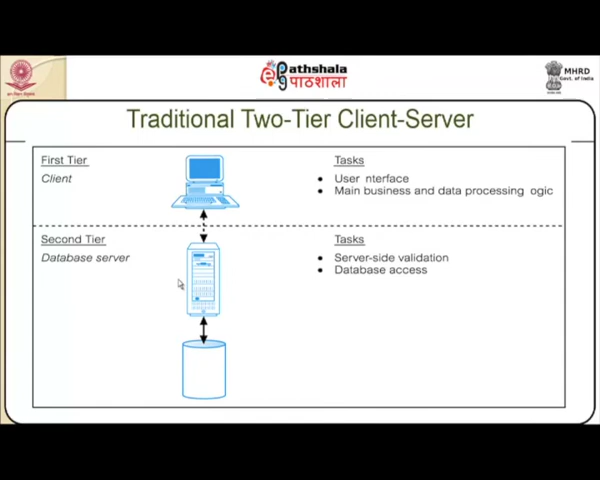 Pathshala
पाठशाला
MHRD
Govt. of India
Traditional Two-Tier Client-Server
First Tier
Client
Tasks
● User nterface
● Main business and data processing ogic
Second Tier
Database server
Tasks
● Server-side validation
● Database access